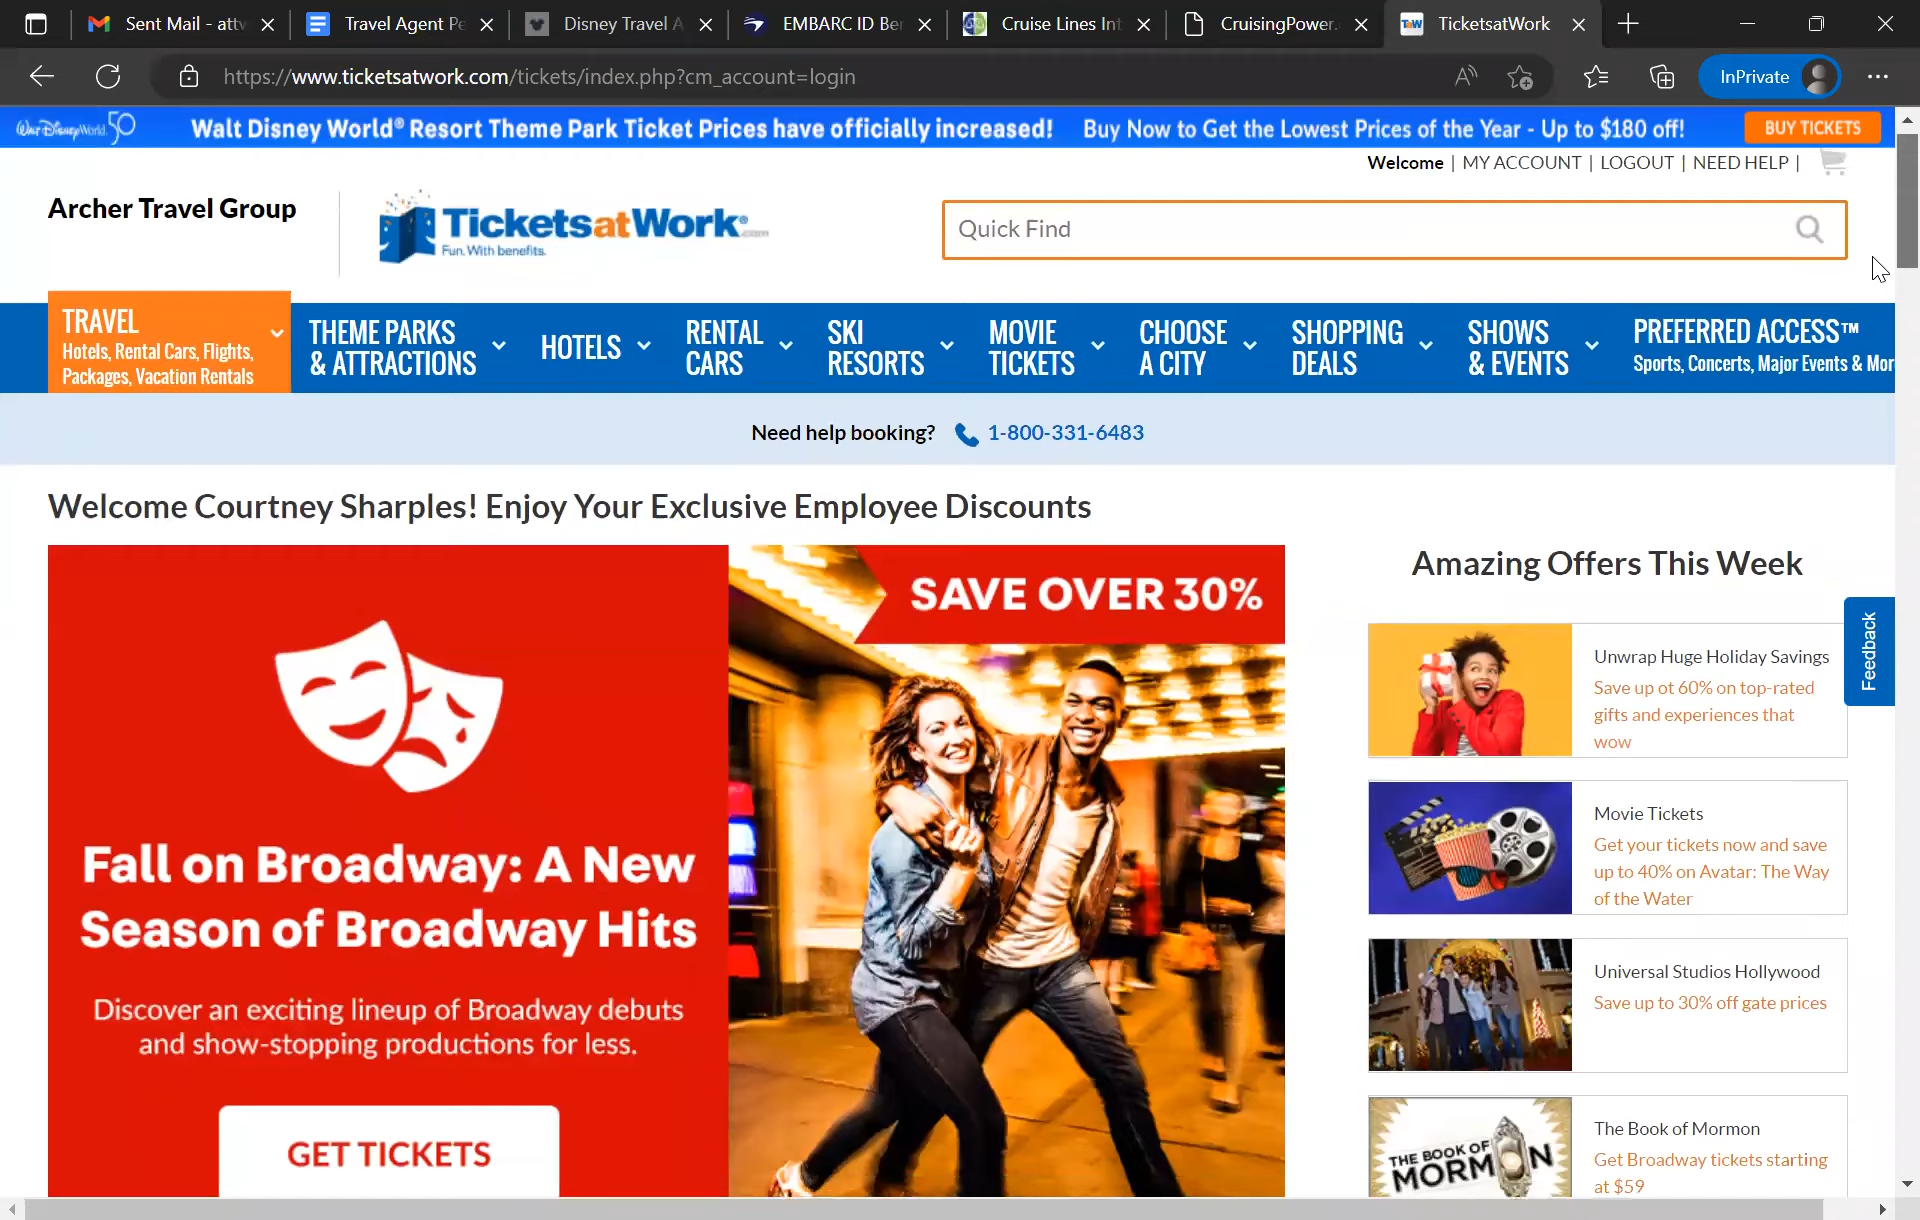 Sent Mail - att
Travel Agent Pe
Disney Travel A
EMBARC ID Be
Cruise Lines Int
CruisingPower.
TicketsatWork
https://www.ticketsatwork.com/tickets/index.php?cm_account=login
InPrivate
Walt Disney World 50
Walt Disney World® Resort Theme Park Ticket Prices have officially increased! Buy Now to Get the Lowest Prices of the Year - Up to $180 off!
BUY TICKETS
Welcome | MY ACCOUNT | LOGOUT | NEED HELP |
Archer Travel Group
TicketsatWork®.com
Fun. With benefits.
Quick Find
TRAVEL
Hotels, Rental Cars, Flights,
Packages, Vacation Rentals
THEME PARKS
& ATTRACTIONS
HOTELS
RENTAL
CARS
SKI
RESORTS
MOVIE
TICKETS
CHOOSE
A CITY
SHOPPING
DEALS
SHOWS
& EVENTS
PREFERRED ACCESS™
Sports, Concerts, Major Events & Mor
Need help booking? 1-800-331-6483
Welcome Courtney Sharples! Enjoy Your Exclusive Employee Discounts
SAVE OVER 30%
Fall on Broadway: A New
Season of Broadway Hits
Discover an exciting lineup of Broadway debuts
and show-stopping productions for less.
GET TICKETS
Amazing Offers This Week
Feedback
Unwrap Huge Holiday Savings
Save up ot 60% on top-rated
gifts and experiences that
wow
Movie Tickets
Get your tickets now and save
up to 40% on Avatar: The Way
of the Water
Universal Studios Hollywood
Save up to 30% off gate prices
THE BOOK OF
MORMON
The Book of Mormon
Get Broadway tickets starting
at $59